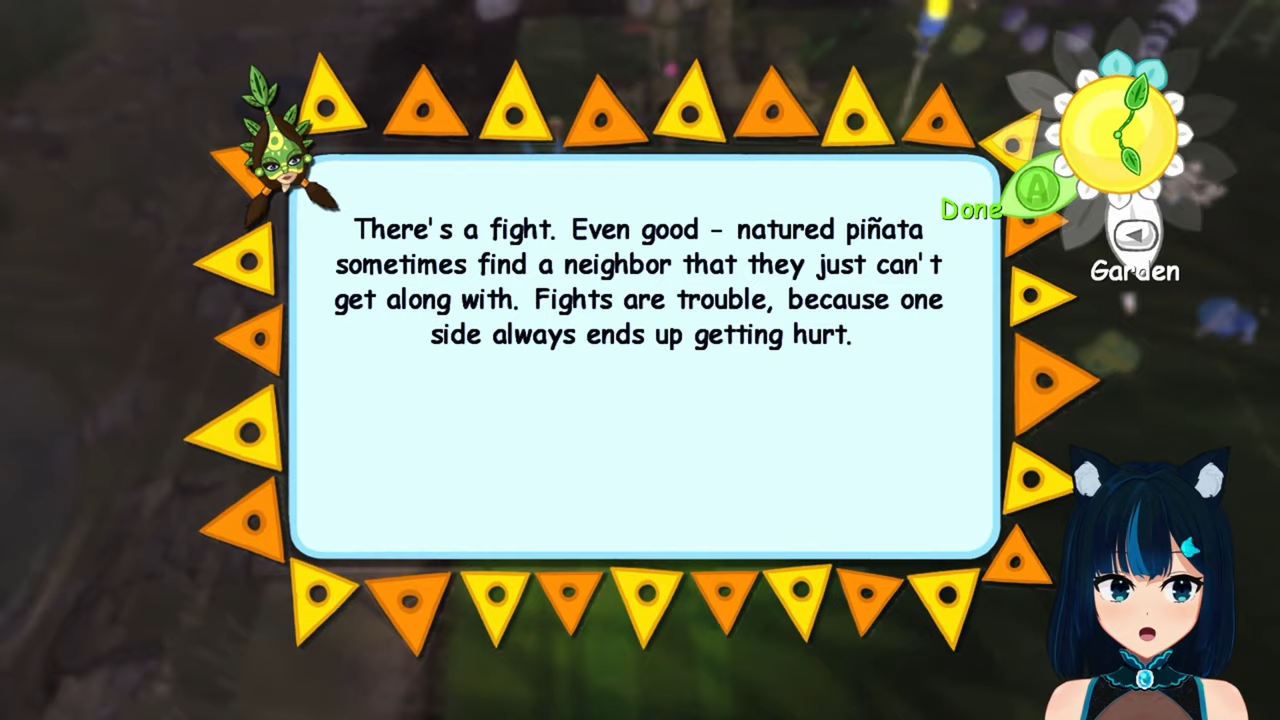 There's a fight. Even good - natured piñata
sometimes find a neighbor that they just can't
get along with. Fights are trouble, because one
side always ends up getting hurt.
Done
A
Garden